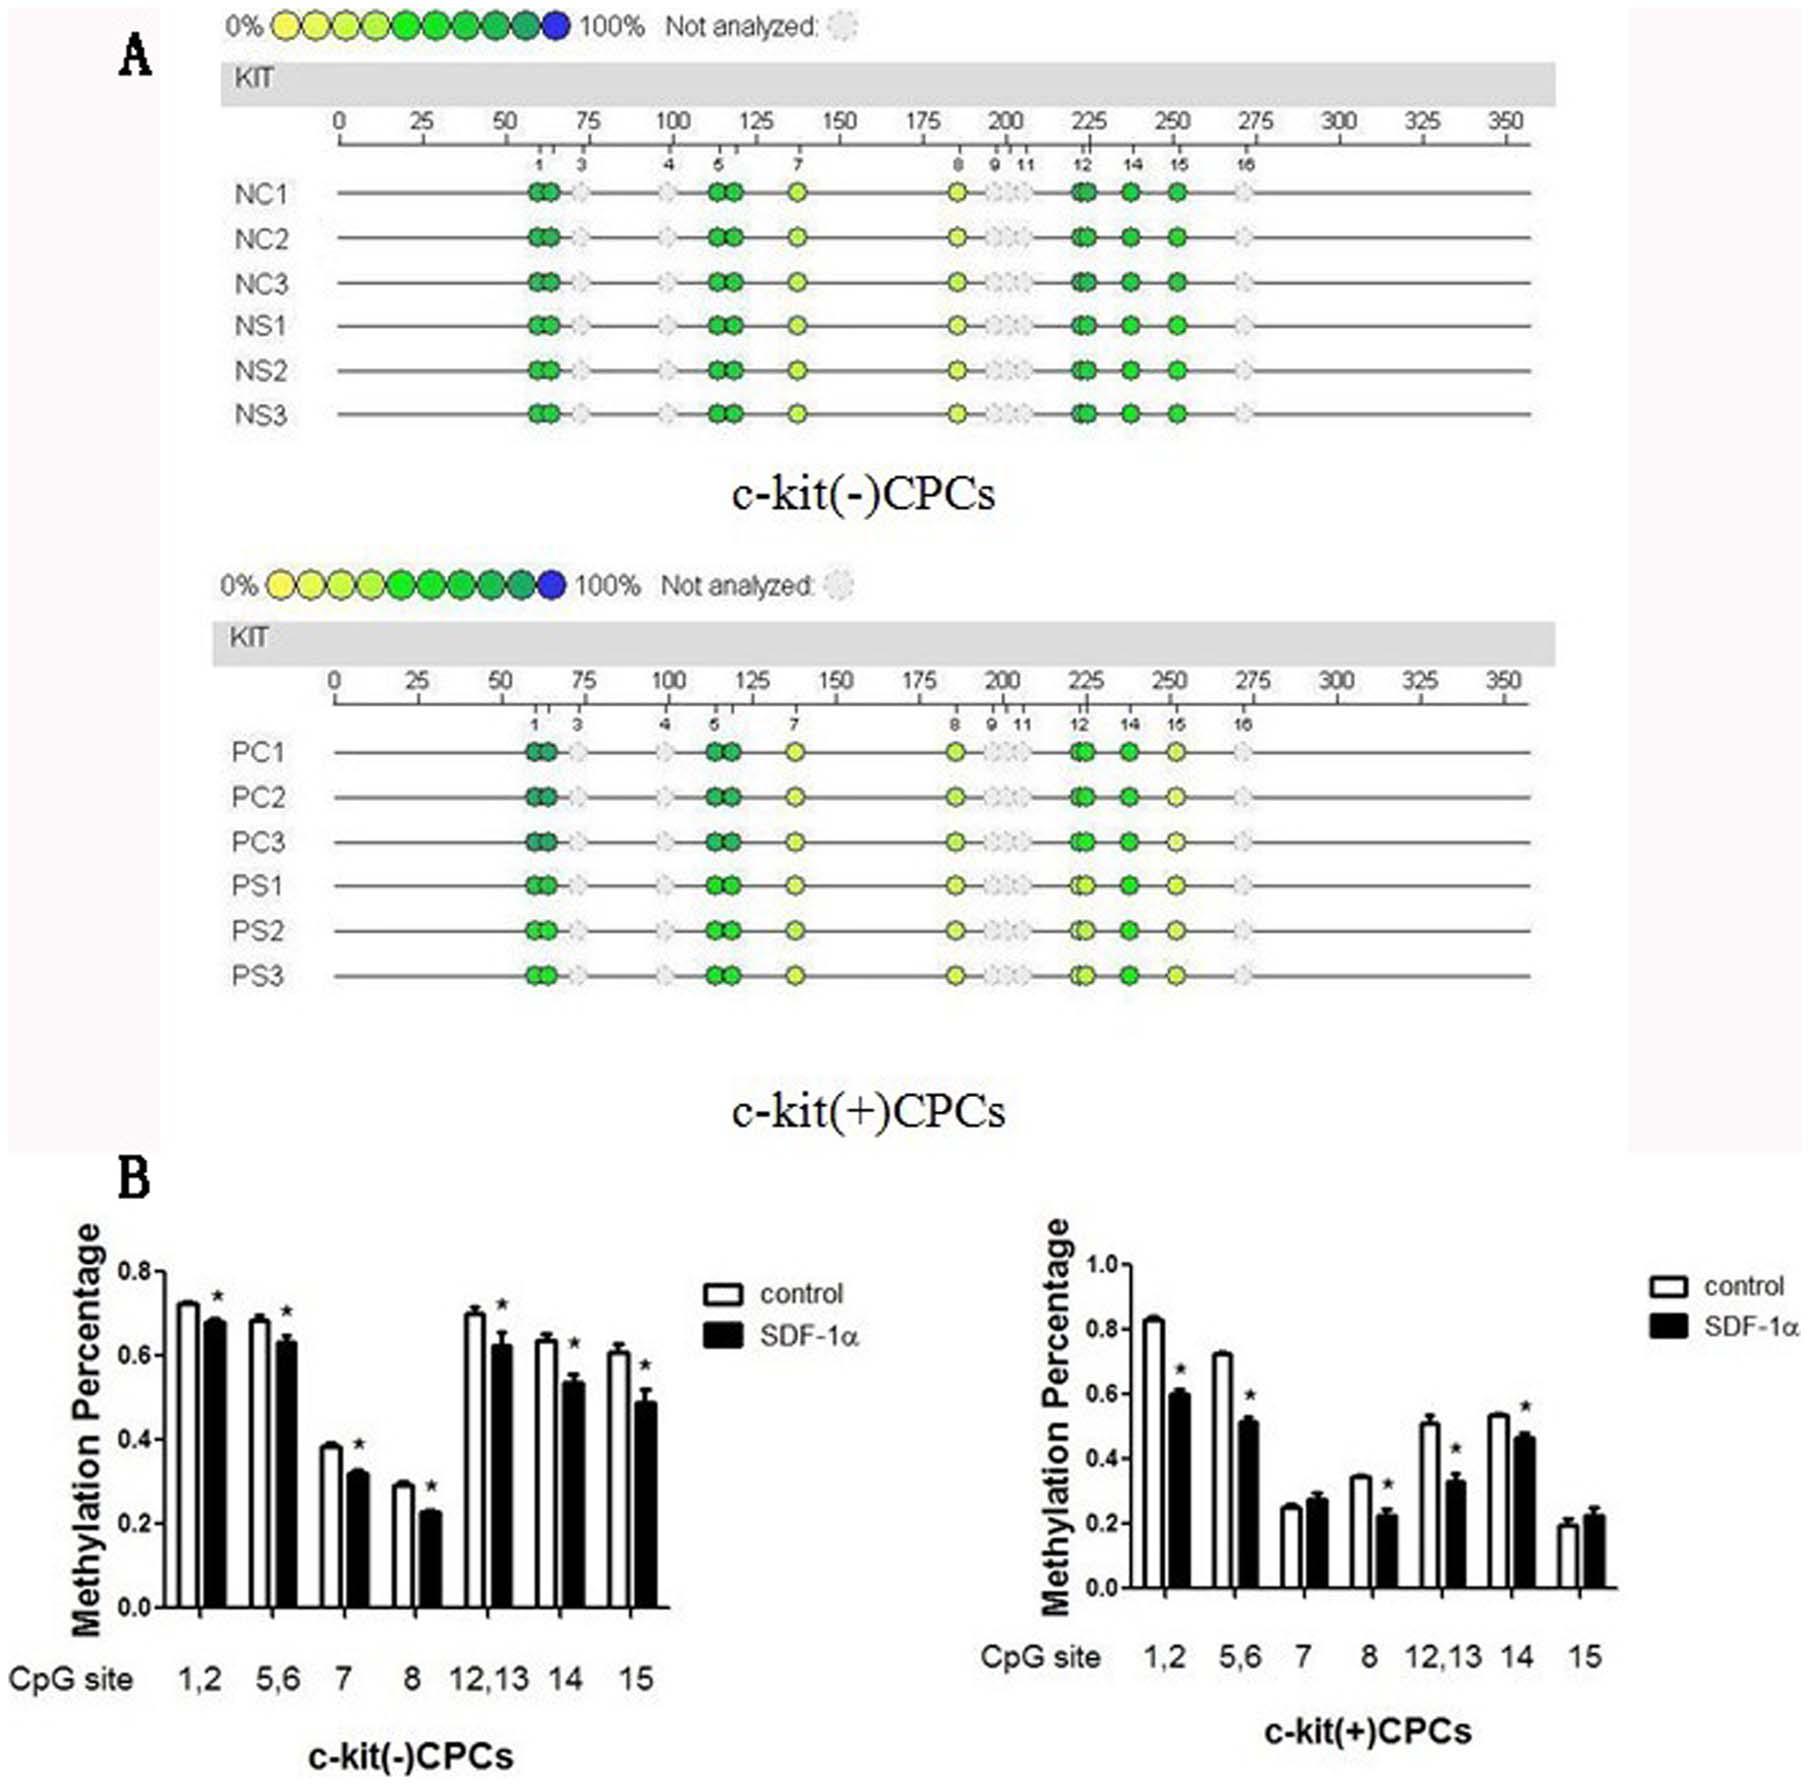 A
0% 100% Not analyzed:
KIT
0 25 50 75 100 125 150 175 200 225 250 275 300 325 350
1 3 4 5 7 8 9 11 12 14 15 16
NC1
NC2
NC3
NS1
NS2
NS3
c-kit(-)CPCs
0% 100% Not analyzed:
KIT
0 25 50 75 100 125 150 175 200 225 250 275 300 325 350
1 3 4 5 7 8 9 11 12 14 15 16
PC1
PC2
PC3
PS1
PS2
PS3
c-kit(+)CPCs
B
Methylation Percentage
0.8
0.6
0.4
0.2
0.0
* * * * * * *
control
SDF-1α
CpG site 1,2 5,6 7 8 12,13 14 15
c-kit(-)CPCs
Methylation Percentage
1.0
0.8
0.6
0.4
0.2
0.0
* * * * *
control
SDF-1α
CpG site 1,2 5,6 7 8 12,13 14 15
c-kit(+)CPCs